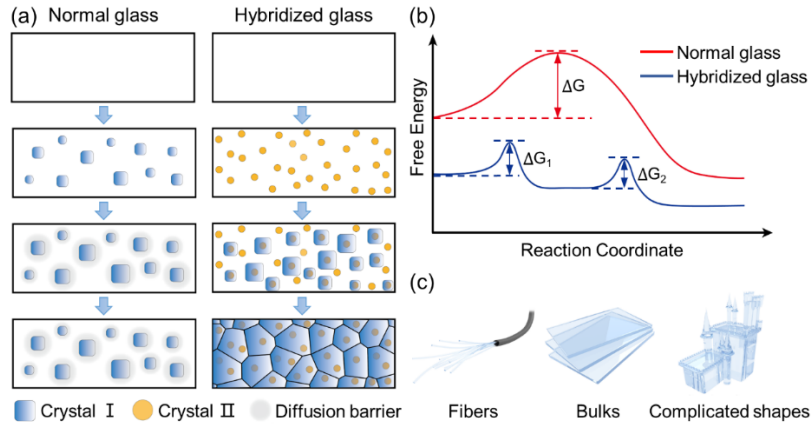 (a) Normal glass Hybridized glass
Crystal Ⅰ Crystal Ⅱ Diffusion barrier
(b)
Normal glass
Hybridized glass
ΔG
ΔG₁
ΔG₂
Free Energy
Reaction Coordinate
(c)
Fibers Bulks Complicated shapes